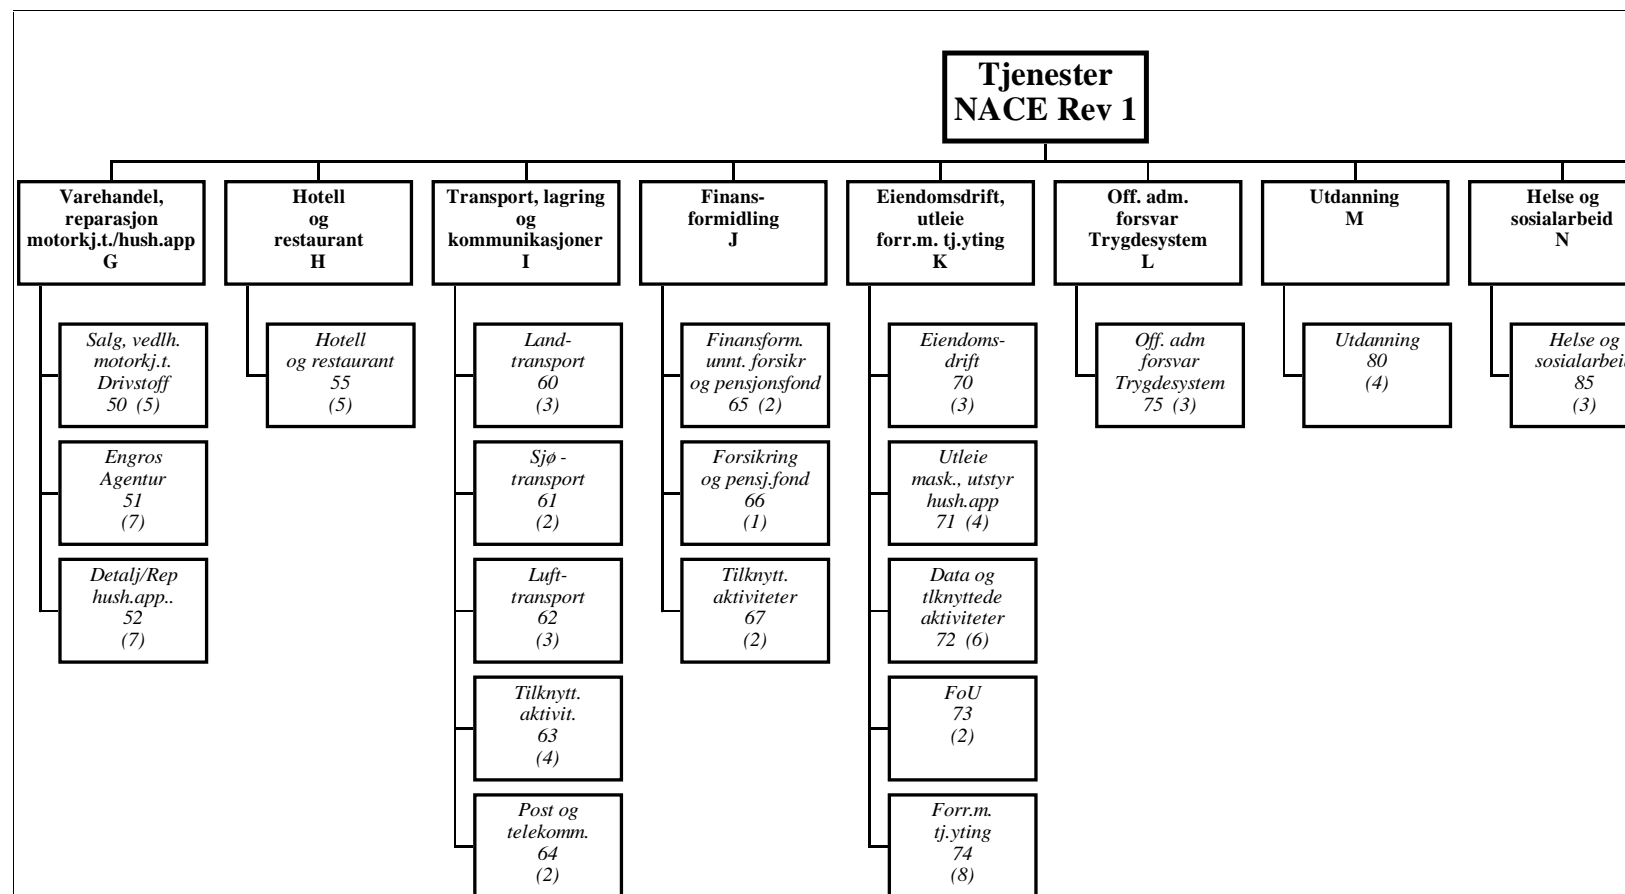 Tjenester
NACE Rev 1
Varehandel,
reparasjon
motorkj.t./hush.app
G
Hotell
og
restaurant
H
Transport, lagring
og
kommunikasjoner
I
Finans-
formidling
J
Eiendomsdrift,
utleie
forr.m. tj.yting
K
Off. adm.
forsvar
Trygdesystem
L
Utdanning
M
Helse og
sosialarbeid
N
Salg, vedlh.
motorkj.t.
Drivstoff
50 (5)
Engros
Agentur
51
(7)
Detalj/Rep
hush.app..
52
(7)
Hotell
og restaurant
55
(5)
Land-
transport
60
(3)
Sjø -
transport
61
(2)
Luft-
transport
62
(3)
Tilknytt.
aktivit.
63
(4)
Post og
telekomm.
64
(2)
Finansform.
unnt. forsikr
og pensjonsfond
65 (2)
Forsikring
og pensj.fond
66
(1)
Tilknytt.
aktiviteter
67
(2)
Eiendoms-
drift
70
(3)
Utleie
mask., utstyr
hush.app
71 (4)
Data og
tlknyttede
aktiviteter
72 (6)
FoU
73
(2)
Forr.m.
tj.yting
74
(8)
Off. adm
forsvar
Trygdesystem
75 (3)
Utdanning
80
(4)
Helse og
85
(3)